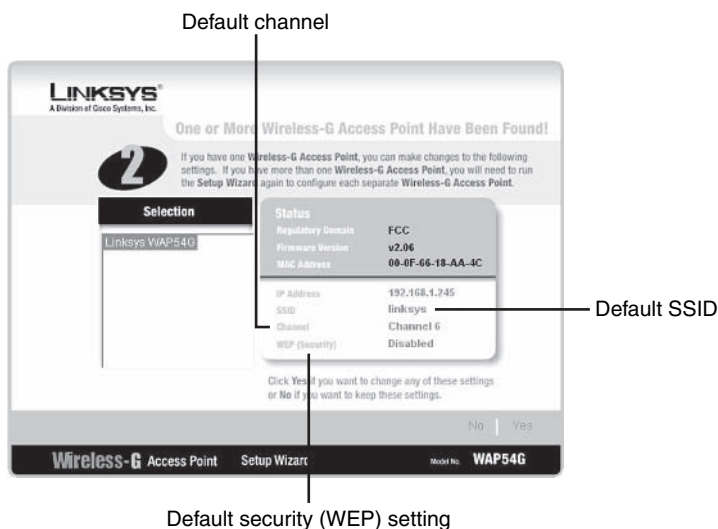 Default channel
LINKSYS®
A Division of Cisco Systems, Inc.
One or More Wireless-G Access Point Have Been Found!
2
If you have one Wireless-G Access Point, you can make changes to the following
settings. If you have more than one Wireless-G Access Point, you will need to run
the Setup Wizard again to configure each separate Wireless-G Access Point.
Selection
Linksys WAP54G
Status
Regulatory Domain FCC
Firmware Version v2.06
MAC Address 00-0F-66-18-AA-4C
IP Address 192.168.1.245
SSID linksys
Default SSID
Channel Channel 6
WEP (Security) Disabled
Click Yes if you want to change any of these settings
or No if you want to keep these settings.
No Yes
Wireless-G Access Point Setup Wizard Model No. WAP54G
Default security (WEP) setting